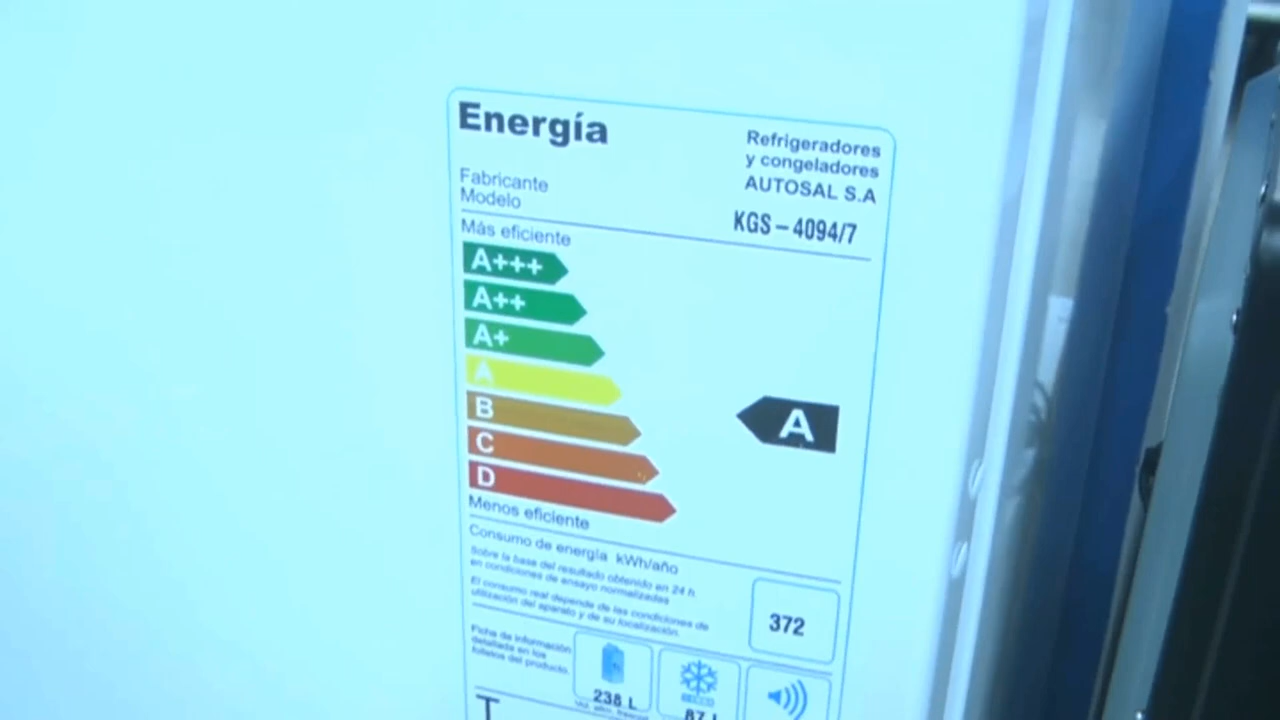 Energía
Refrigeradores
y congeladores
AUTOSAL S.A
Fabricante
Modelo
KGS – 4094/7
Más eficiente
A+++
A++
A+
A
B
C
D
A
Menos eficiente
Consumo de energía kWh/año
Sobre la base del resultado obtenido en 24 h
en condiciones de ensayo normalizadas
El consumo real depende de las condiciones de
utilización del aparato y de su localización.
372
Ficha de información
detallada en los
folletos del producto.
238 L
87 L